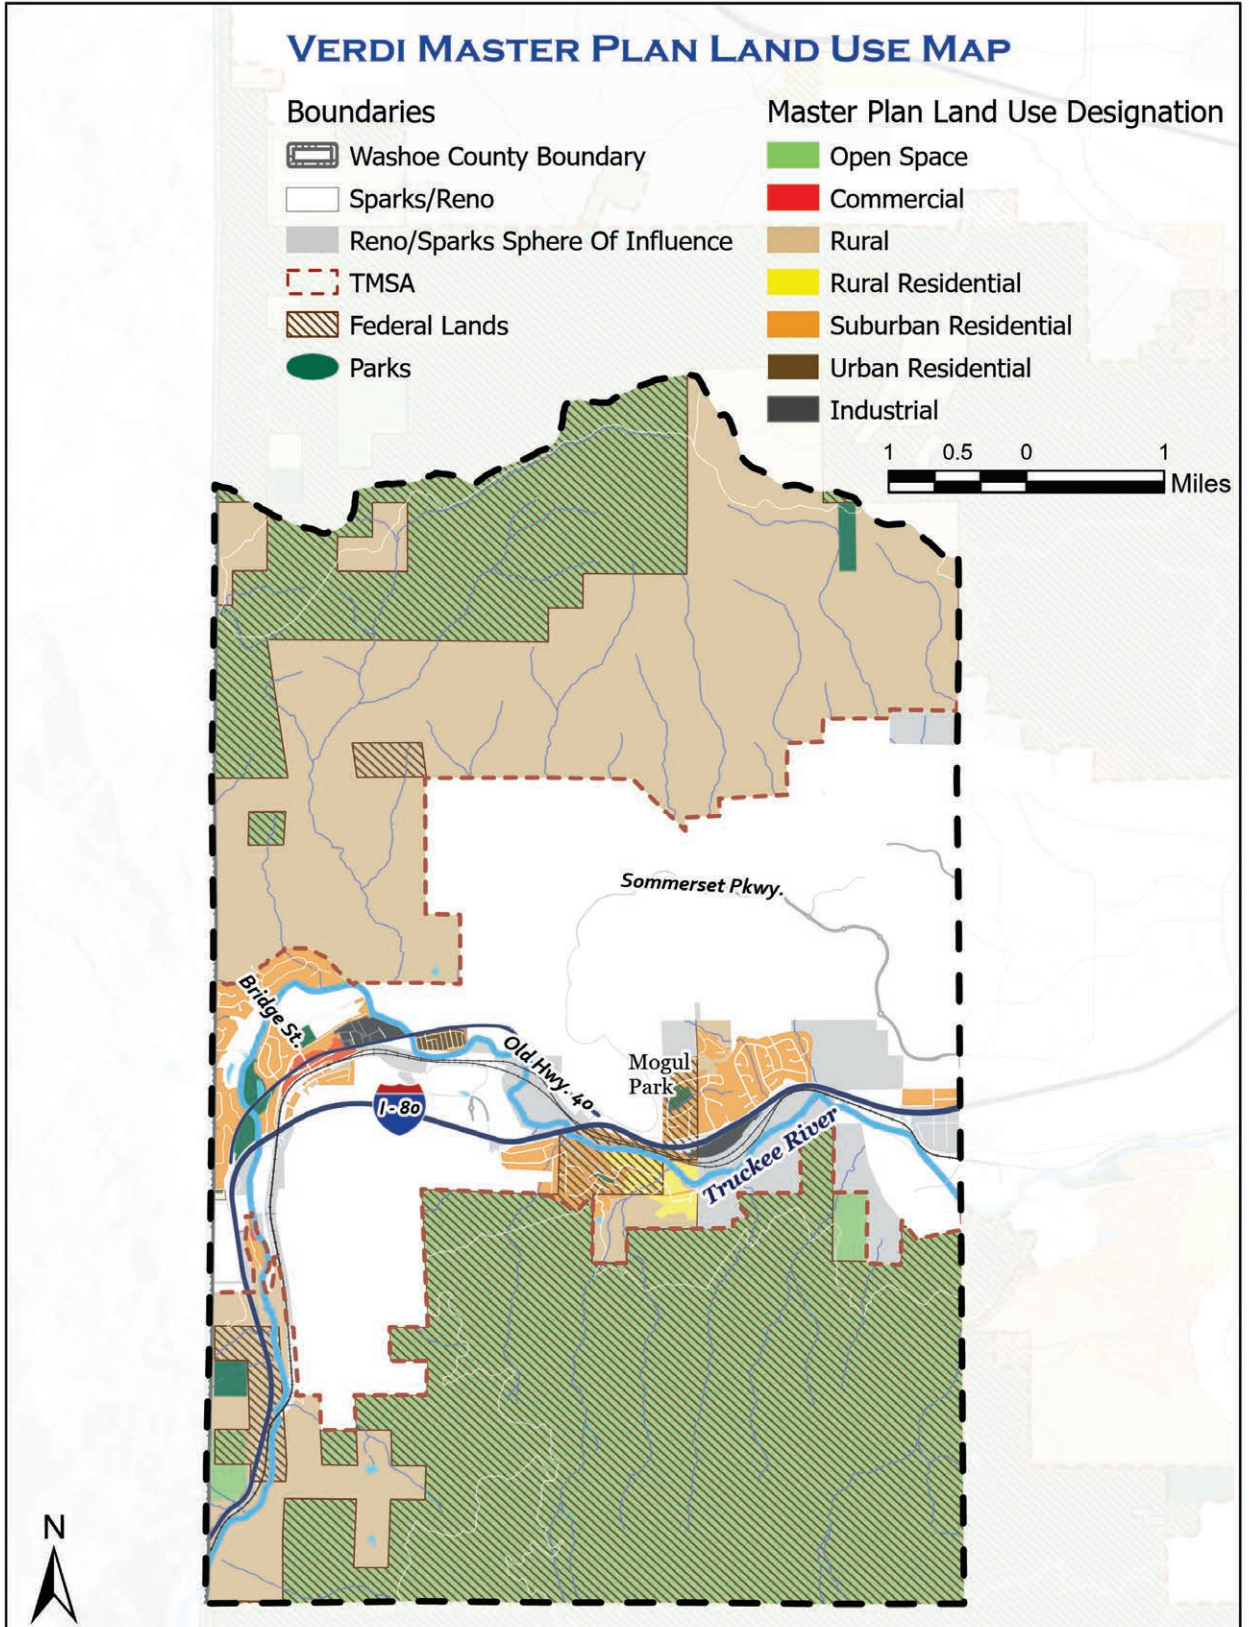 VERDI MASTER PLAN LAND USE MAP
Boundaries
Washoe County Boundary
Sparks/Reno
Reno/Sparks Sphere Of Influence
TMSA
Federal Lands
Parks
Master Plan Land Use Designation
Open Space
Commercial
Rural
Rural Residential
Suburban Residential
Urban Residential
Industrial
1 0.5 0 1
Miles
Sommerset Pkwy.
Bridge St.
Old Hwy. 40
Mogul
Park
I-80
Truckee River
N